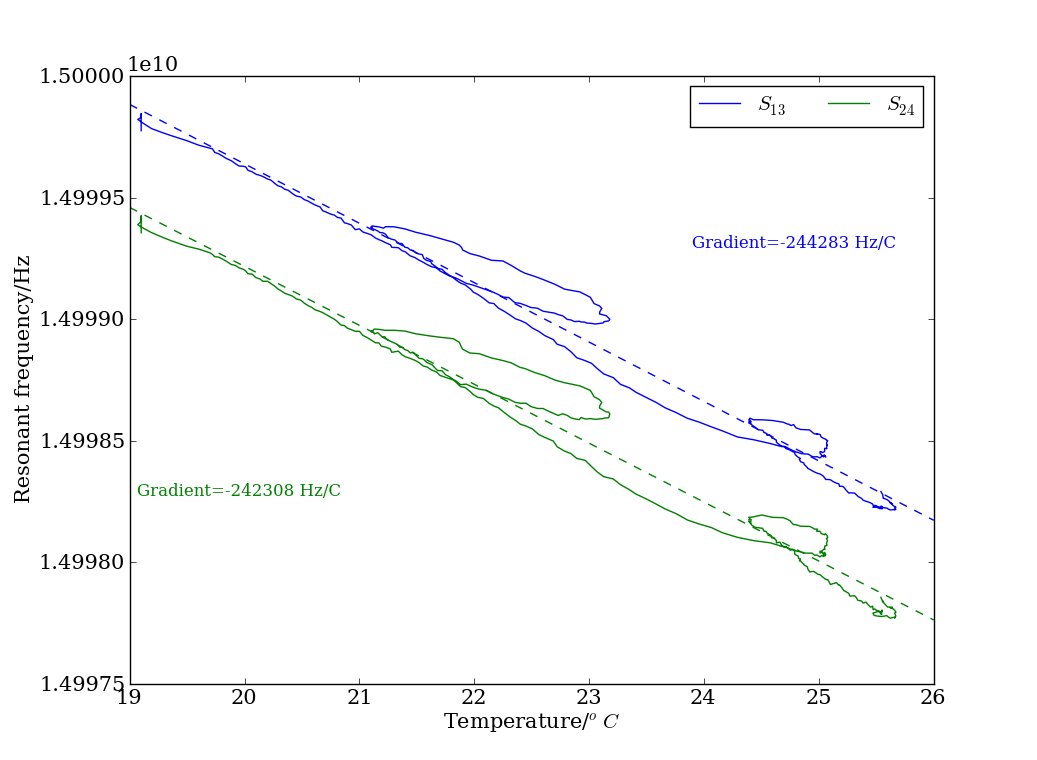 1e10
1.50000
1.49995
1.49990
1.49985
1.49980
1.49975
Resonant frequency/Hz
S13 S24
Gradient=-244283 Hz/C
Gradient=-242308 Hz/C
19 20 21 22 23 24 25 26
Temperature/° C